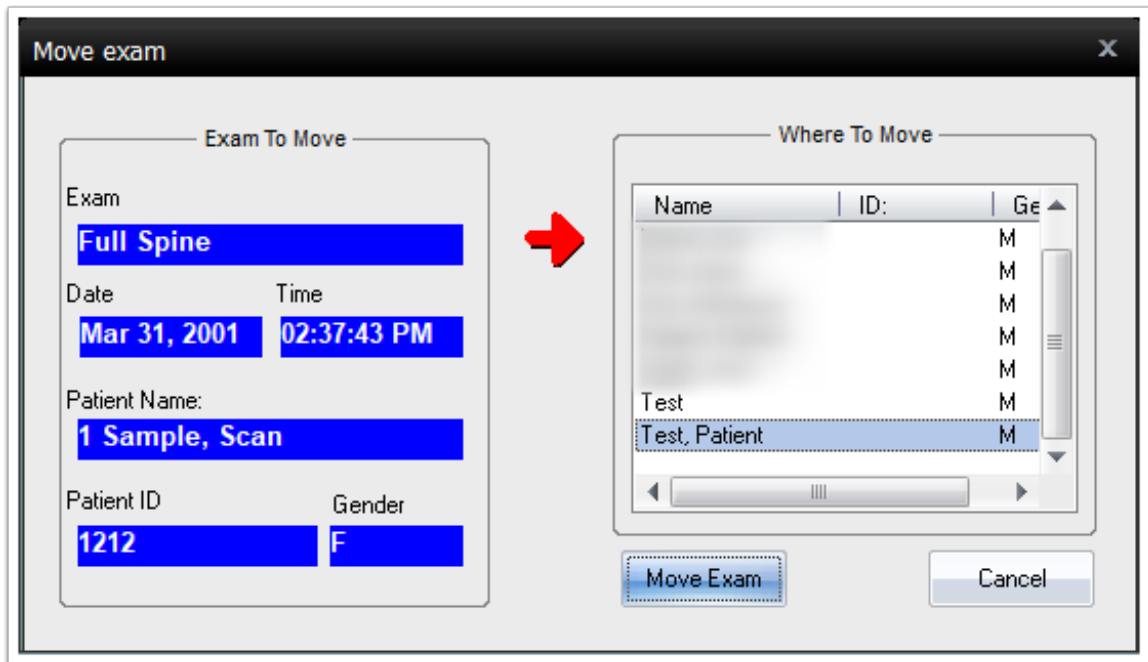 Move exam
x
Exam To Move
Exam
Full Spine
Date Time
Mar 31, 2001 02:37:43 PM
Patient Name:
1 Sample, Scan
Patient ID Gender
1212 F
Where To Move
Name ID: Ge
M
M
M
M
M
Test M
Test, Patient M
Move Exam Cancel